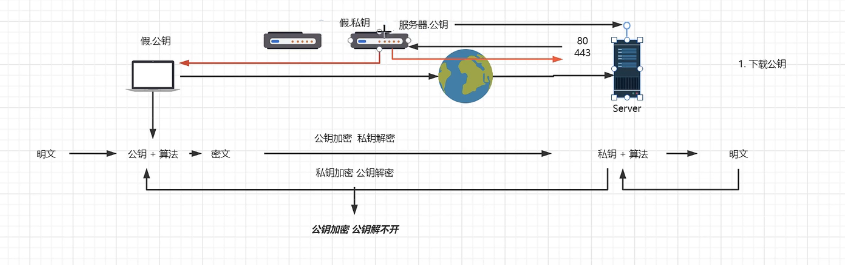 假.私钥
服务器.公钥
假.公钥
80
443
1. 下载公钥
Server
公钥加密 私钥解密
明文
公钥 + 算法
密文
私钥 + 算法
明文
私钥加密 公钥解密
公钥加密 公钥解不开